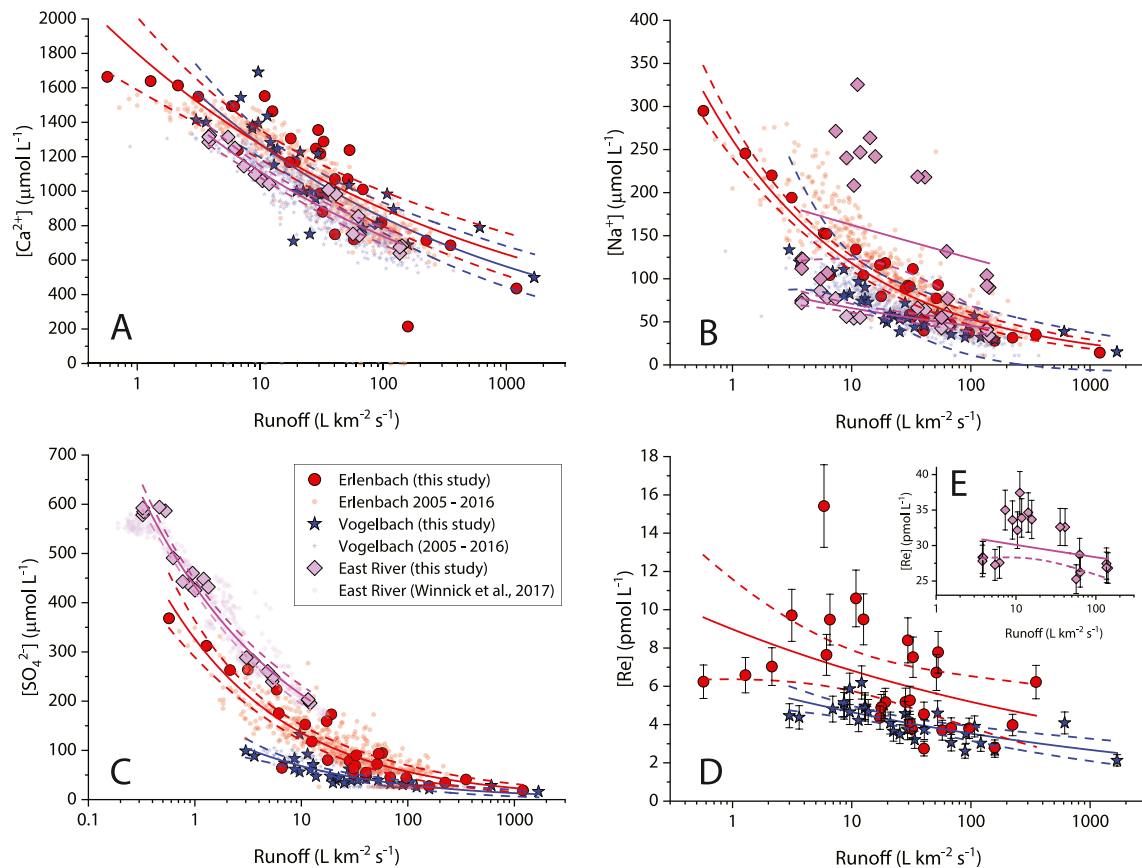 2000
1800
1600
1400
1200
1000
800
600
400
200
0
[Ca²⁺] (μmol L⁻¹)
A
1 10 100 1000
Runoff (L km⁻² s⁻¹)
400
350
300
250
200
150
100
50
0
[Na⁺] (μmol L⁻¹)
B
1 10 100 1000
Runoff (L km⁻² s⁻¹)
700
600
500
400
300
200
100
0
[SO₄²⁻] (μmol L⁻¹)
Erlenbach (this study)
Erlenbach 2005 - 2016
Vogelbach (this study)
Vogelbach (2005 - 2016)
East River (this study)
East River (Winnick et al., 2017)
C
0.1 1 10 100 1000
Runoff (L km⁻² s⁻¹)
18
16
14
12
10
8
6
4
2
0
[Re] (pmol L⁻¹)
D
1 10 100 1000
Runoff (L km⁻² s⁻¹)
E
40
35
30
25
[Re] (pmol L⁻¹)
1 10 100
Runoff (L km⁻² s⁻¹)